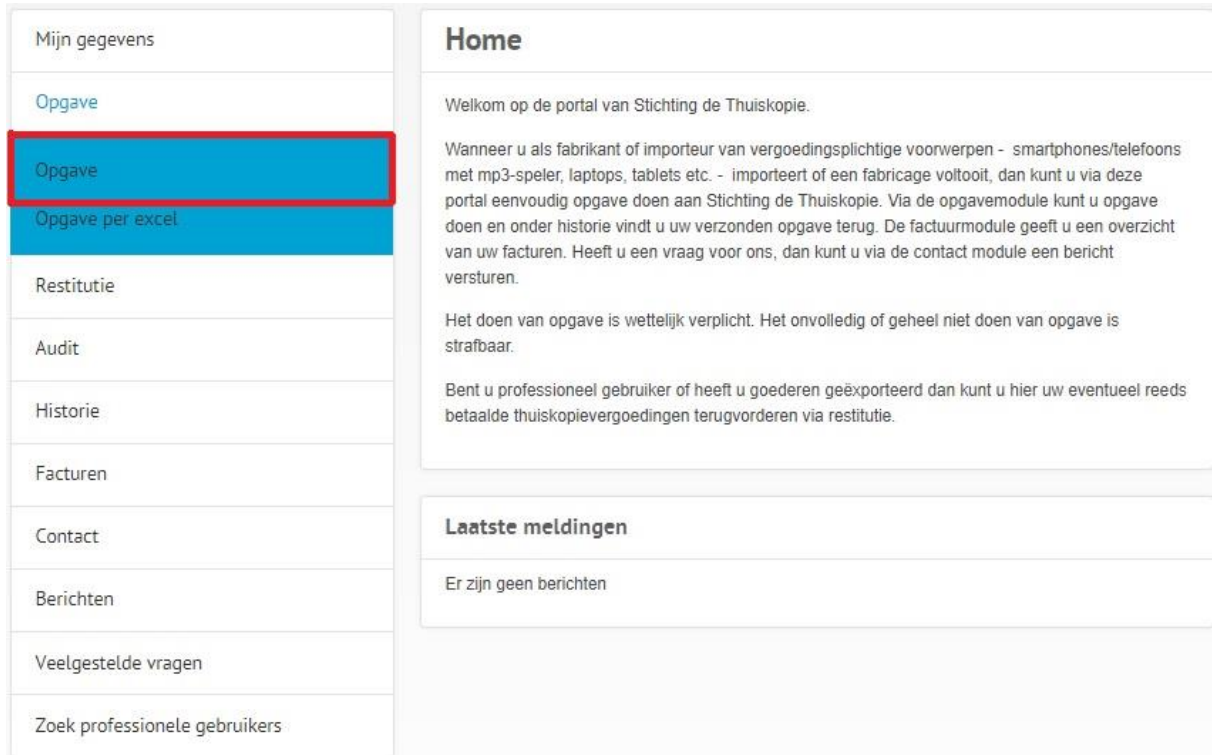 Mijn gegevens
Opgave
Opgave
Opgave per excel
Restitutie
Audit
Historie
Facturen
Contact
Berichten
Veelgestelde vragen
Zoek professionele gebruikers
Home
Welkom op de portal van Stichting de Thuiskopie.
Wanneer u als fabrikant of importeur van vergoedingsplichtige voorwerpen - smartphones/telefoons
met mp3-speler, laptops, tablets etc. - importeert of een fabricage voltooit, dan kunt u via deze
portal eenvoudig opgave doen aan Stichting de Thuiskopie. Via de opgavemodule kunt u opgave
doen en onder historie vindt u uw verzonden opgave terug. De factuurmodule geeft u een overzicht
van uw facturen. Heeft u een vraag voor ons, dan kunt u via de contact module een bericht
versturen.
Het doen van opgave is wettelijk verplicht. Het onvolledig of geheel niet doen van opgave is
strafbaar.
Bent u professioneel gebruiker of heeft u goederen geëxporteerd dan kunt u hier uw eventueel reeds
betaalde thuiskopievergoedingen terugvorderen via restitutie.
Laatste meldingen
Er zijn geen berichten